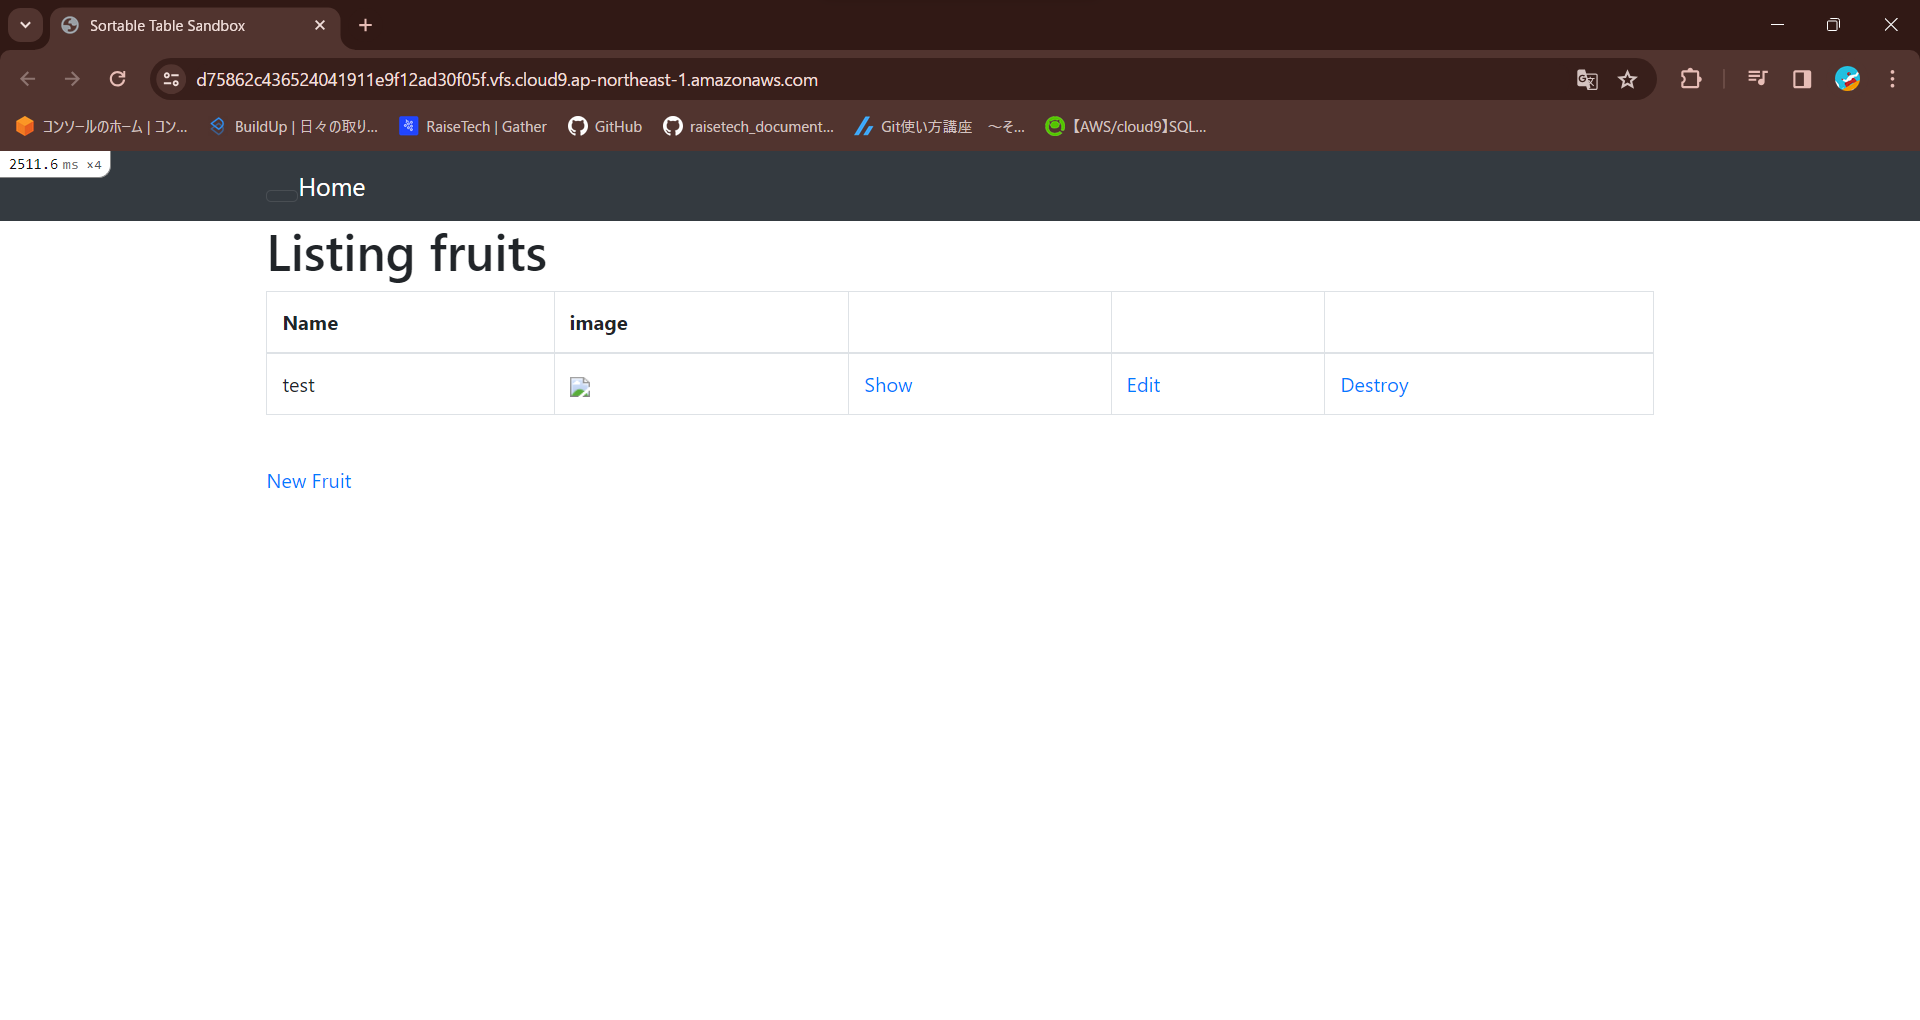 Sortable Table Sandbox
d75862c436524041911e9f12ad30f05f.vfs.cloud9.ap-northeast-1.amazonaws.com
コンソールのホーム | コン... BuildUp | 日々の取り... RaiseTech | Gather GitHub raisetech_document... Git使い方講座 ～そ... 【AWS/cloud9】SQL...
2511.6 ms ×4
Home
Listing fruits
Name image
test Show Edit Destroy
New Fruit